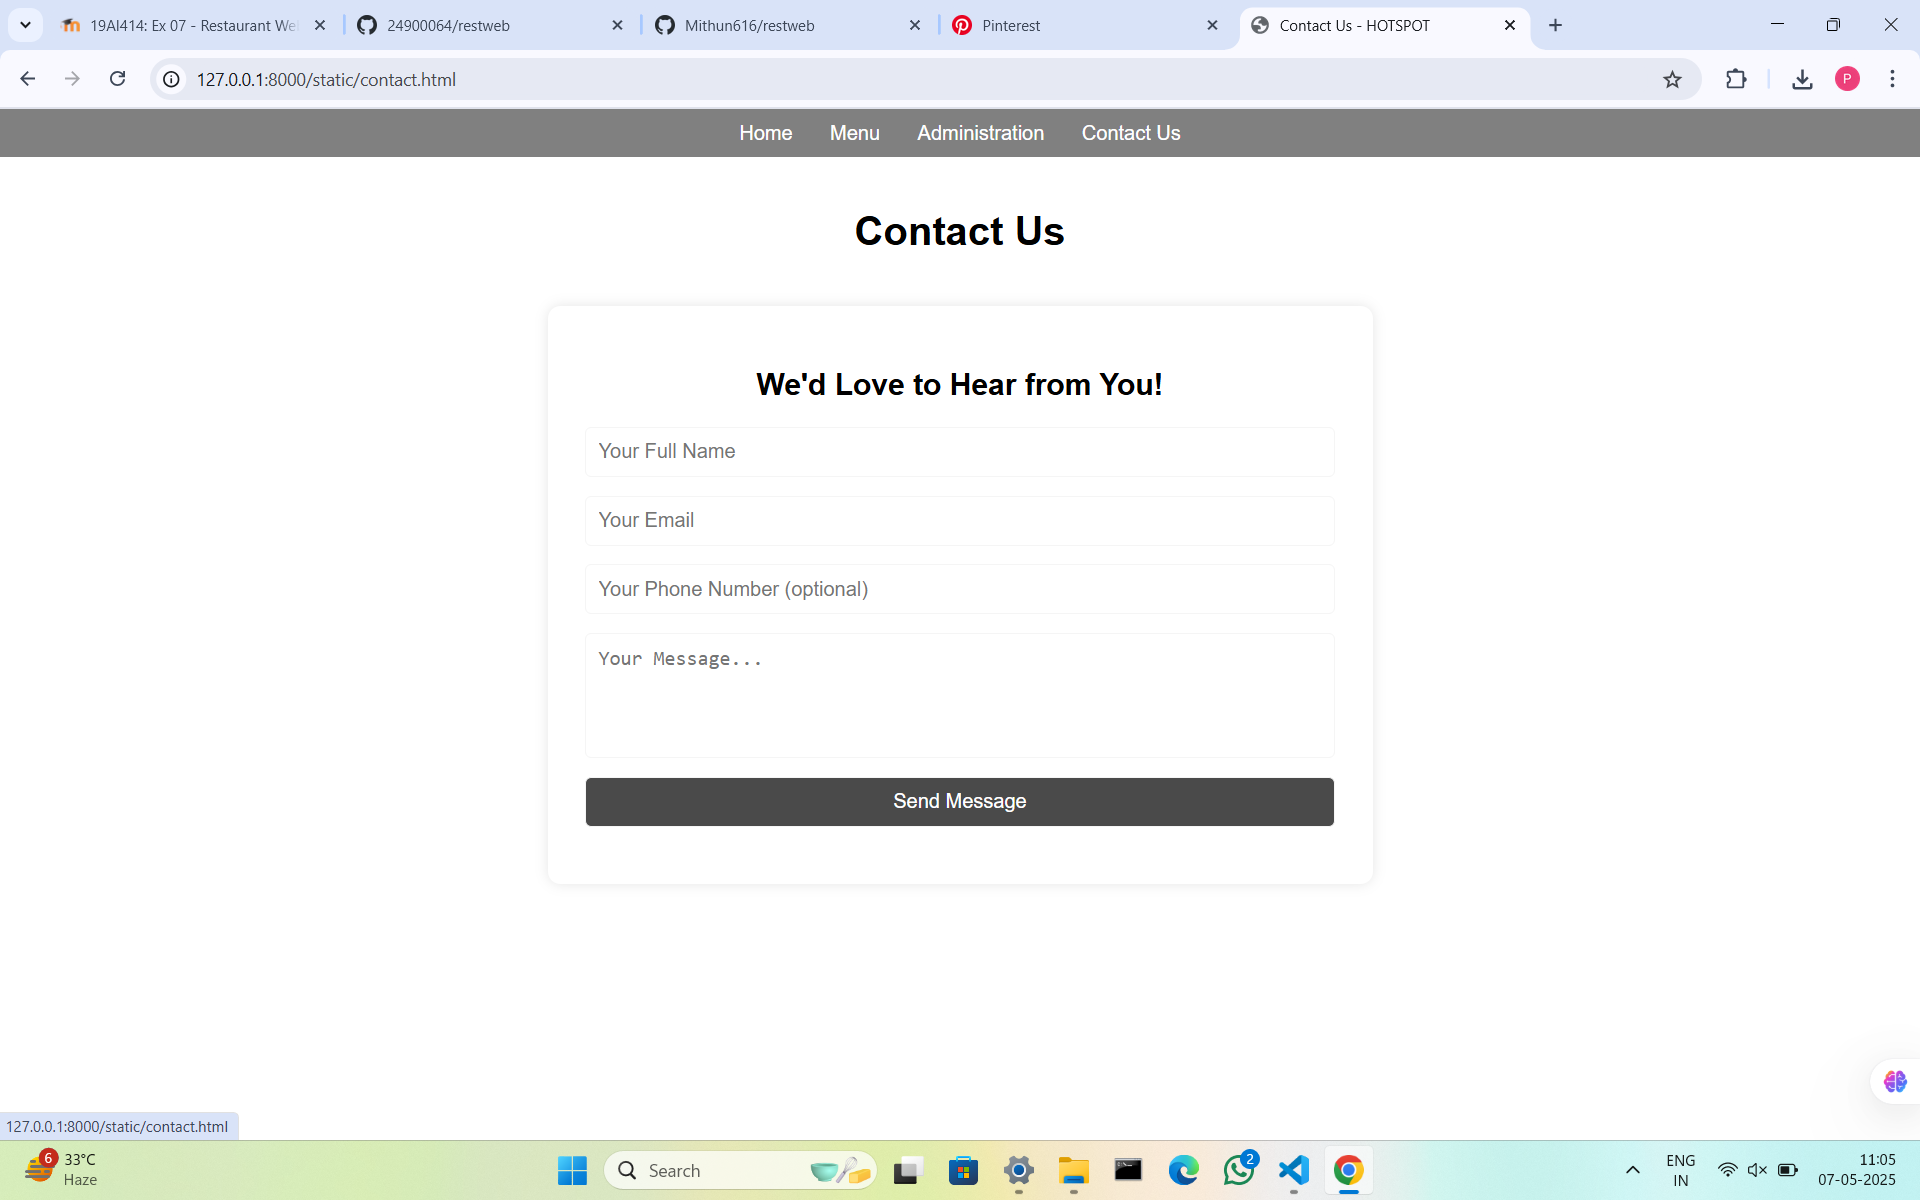 19AI414: Ex 07 - Restaurant We
24900064/restweb
Mithun616/restweb
Pinterest
Contact Us - HOTSPOT
127.0.0.1:8000/static/contact.html
P
Home Menu Administration Contact Us
Contact Us
We'd Love to Hear from You!
Your Full Name
Your Email
Your Phone Number (optional)
Your Message...
Send Message
127.0.0.1:8000/static/contact.html
6
33°C
Haze
Search
2
ENG
IN
11:05
07-05-2025